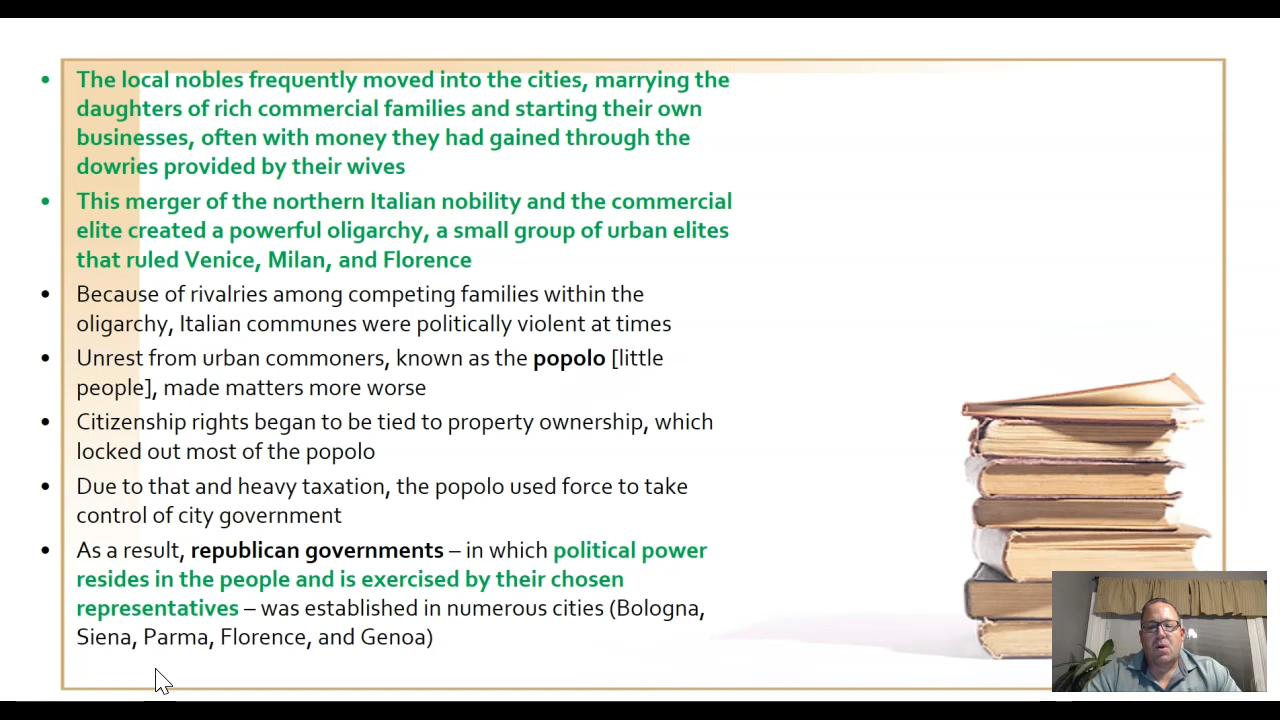 • The local nobles frequently moved into the cities, marrying the
daughters of rich commercial families and starting their own
businesses, often with money they had gained through the
dowries provided by their wives
• This merger of the northern Italian nobility and the commercial
elite created a powerful oligarchy, a small group of urban elites
that ruled Venice, Milan, and Florence
• Because of rivalries among competing families within the
oligarchy, Italian communes were politically violent at times
• Unrest from urban commoners, known as the popolo [little
people], made matters more worse
• Citizenship rights began to be tied to property ownership, which
locked out most of the popolo
• Due to that and heavy taxation, the popolo used force to take
control of city government
• As a result, republican governments – in which political power
resides in the people and is exercised by their chosen
representatives – was established in numerous cities (Bologna,
Siena, Parma, Florence, and Genoa)